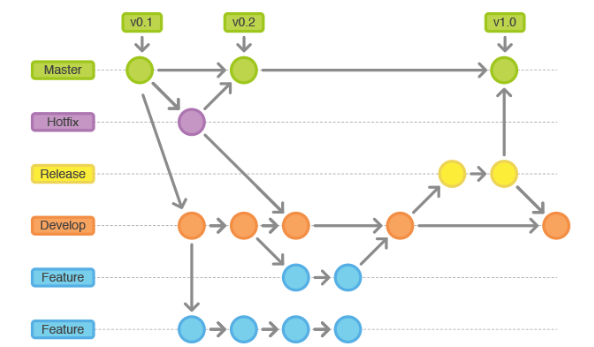 v0.1
v0.2
v1.0
Master
Hotfix
Release
Develop
Feature
Feature